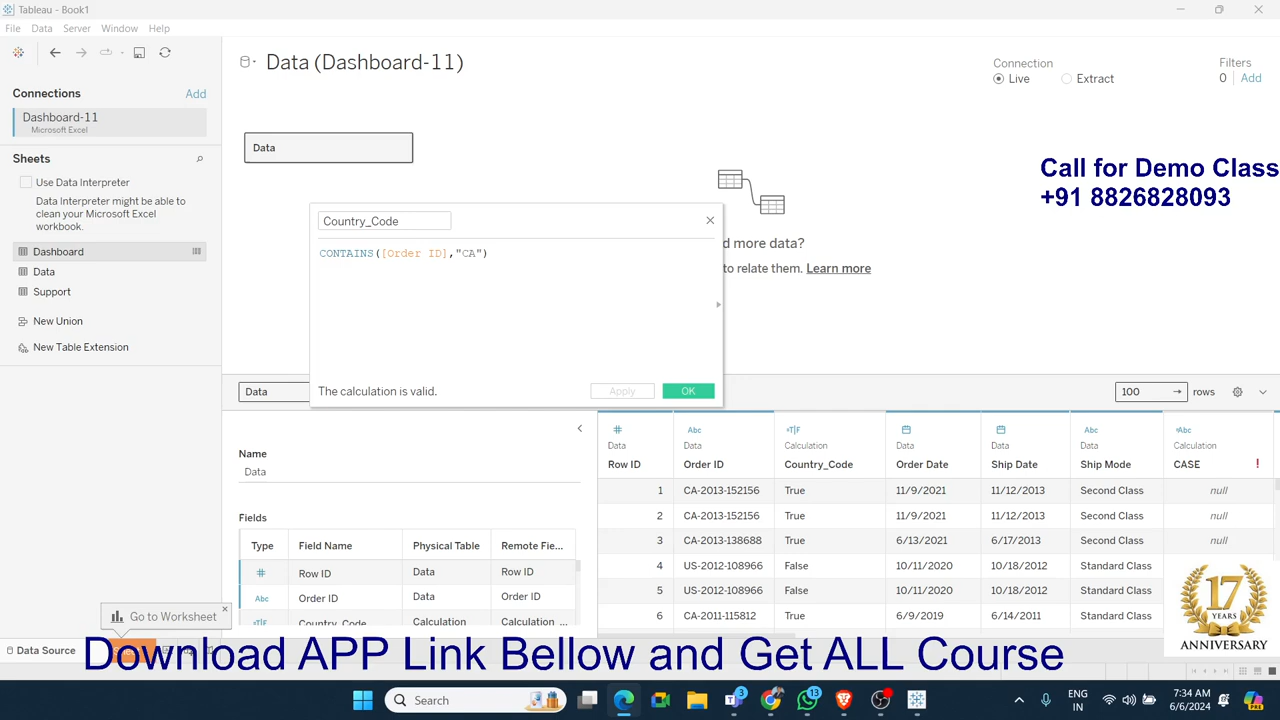 Tableau - Book1
File Data Server Window Help
Connections Add
Dashboard-11
Microsoft Excel
Sheets
Use Data Interpreter
Data Interpreter might be able to
clean your Microsoft Excel
workbook.
Dashboard
Data
Support
New Union
New Table Extension
Data (Dashboard-11)
Connection
Live Extract
Filters
0 Add
Data
Call for Demo Class
+91 8826828093
d more data?
to relate them. Learn more
Country_Code
CONTAINS([Order ID],"CA")
The calculation is valid.
Apply OK
Data
100 rows
Name
Data
Fields
Type Field Name Physical Table Remote Fie...
Row ID Data Row ID
Abc Order ID Data Order ID
=T|F Country_Code Calculation Calculation ...
# Abc =T|F Abc =Abc
Data Data Calculation Data Data Data Calculation
Row ID Order ID Country_Code Order Date Ship Date Ship Mode CASE !
1 CA-2013-152156 True 11/9/2021 11/12/2013 Second Class null
2 CA-2013-152156 True 11/9/2021 11/12/2013 Second Class null
3 CA-2013-138688 True 6/13/2021 6/17/2013 Second Class null
4 US-2012-108966 False 10/11/2020 10/18/2012 Standard Class
5 US-2012-108966 False 10/11/2020 10/18/2012 Standard Class
6 CA-2011-115812 True 6/9/2019 6/14/2011 Standard Class
17
YEARS
ANNIVERSARY
Go to Worksheet
Data Source
Download APP Link Bellow and Get ALL Course
Search
3
13
ENG
IN
7:34 AM
6/6/2024